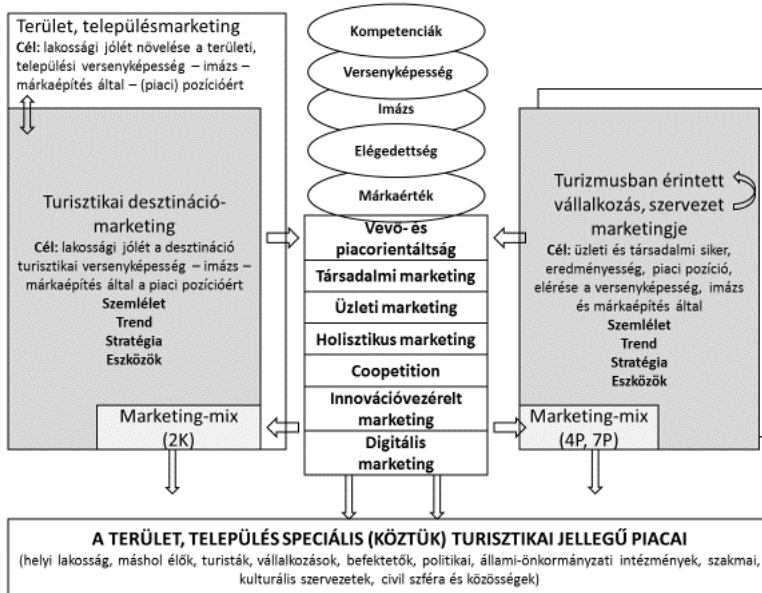 Terület, településmarketing
Cél: lakossági jólét növelése a területi,
települési versenyképesség – imázs –
márkaépítés által – (piaci) pozícióért
Turisztikai desztináció-
marketing
Cél: lakossági jólét a desztináció
turisztikai versenyképesség – imázs –
márkaépítés által a piaci pozícióért
Szemlélet
Trend
Stratégia
Eszközök
Marketing-mix
(2K)
Kompetenciák
Versenyképesség
Imázs
Elégedettség
Márkaérték
Vevő- és
piacorientáltság
Társadalmi marketing
Üzleti marketing
Holisztikus marketing
Coopetition
Innovációvezérelt
marketing
Digitális
marketing
Turizmusban érintett
vállalkozás, szervezet
marketingje
Cél: üzleti és társadalmi siker,
eredményesség, piaci pozíció,
elérése a versenyképesség, imázs
és márkaépítés által
Szemlélet
Trend
Stratégia
Eszközök
Marketing-mix
(4P, 7P)
A TERÜLET, TELEPÜLÉS SPECIÁLIS (KÖZTÜK) TURISZTIKAI JELLEGŰ PIACAI
(helyi lakosság, máshol élők, turisták, vállalkozások, befektetők, politikai, állami-önkormányzati intézmények, szakmai,
kulturális szervezetek, civil szféra és közösségek)